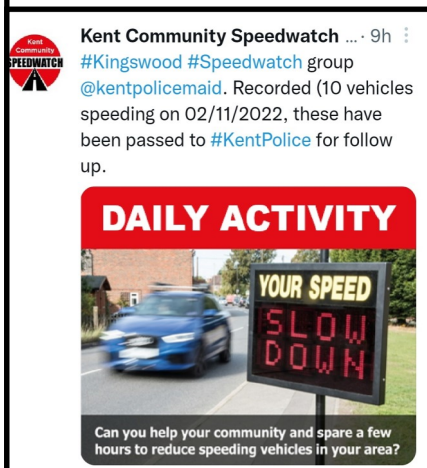 Kent Community Speedwatch ... · 9h
Kent
Community
SPEEDWATCH
#Kingswood #Speedwatch group
@kentpolicemaid. Recorded (10 vehicles
speeding on 02/11/2022, these have
been passed to #KentPolice for follow
up.
DAILY ACTIVITY
YOUR SPEED
SLOW
DOWN
Can you help your community and spare a few
hours to reduce speeding vehicles in your area?